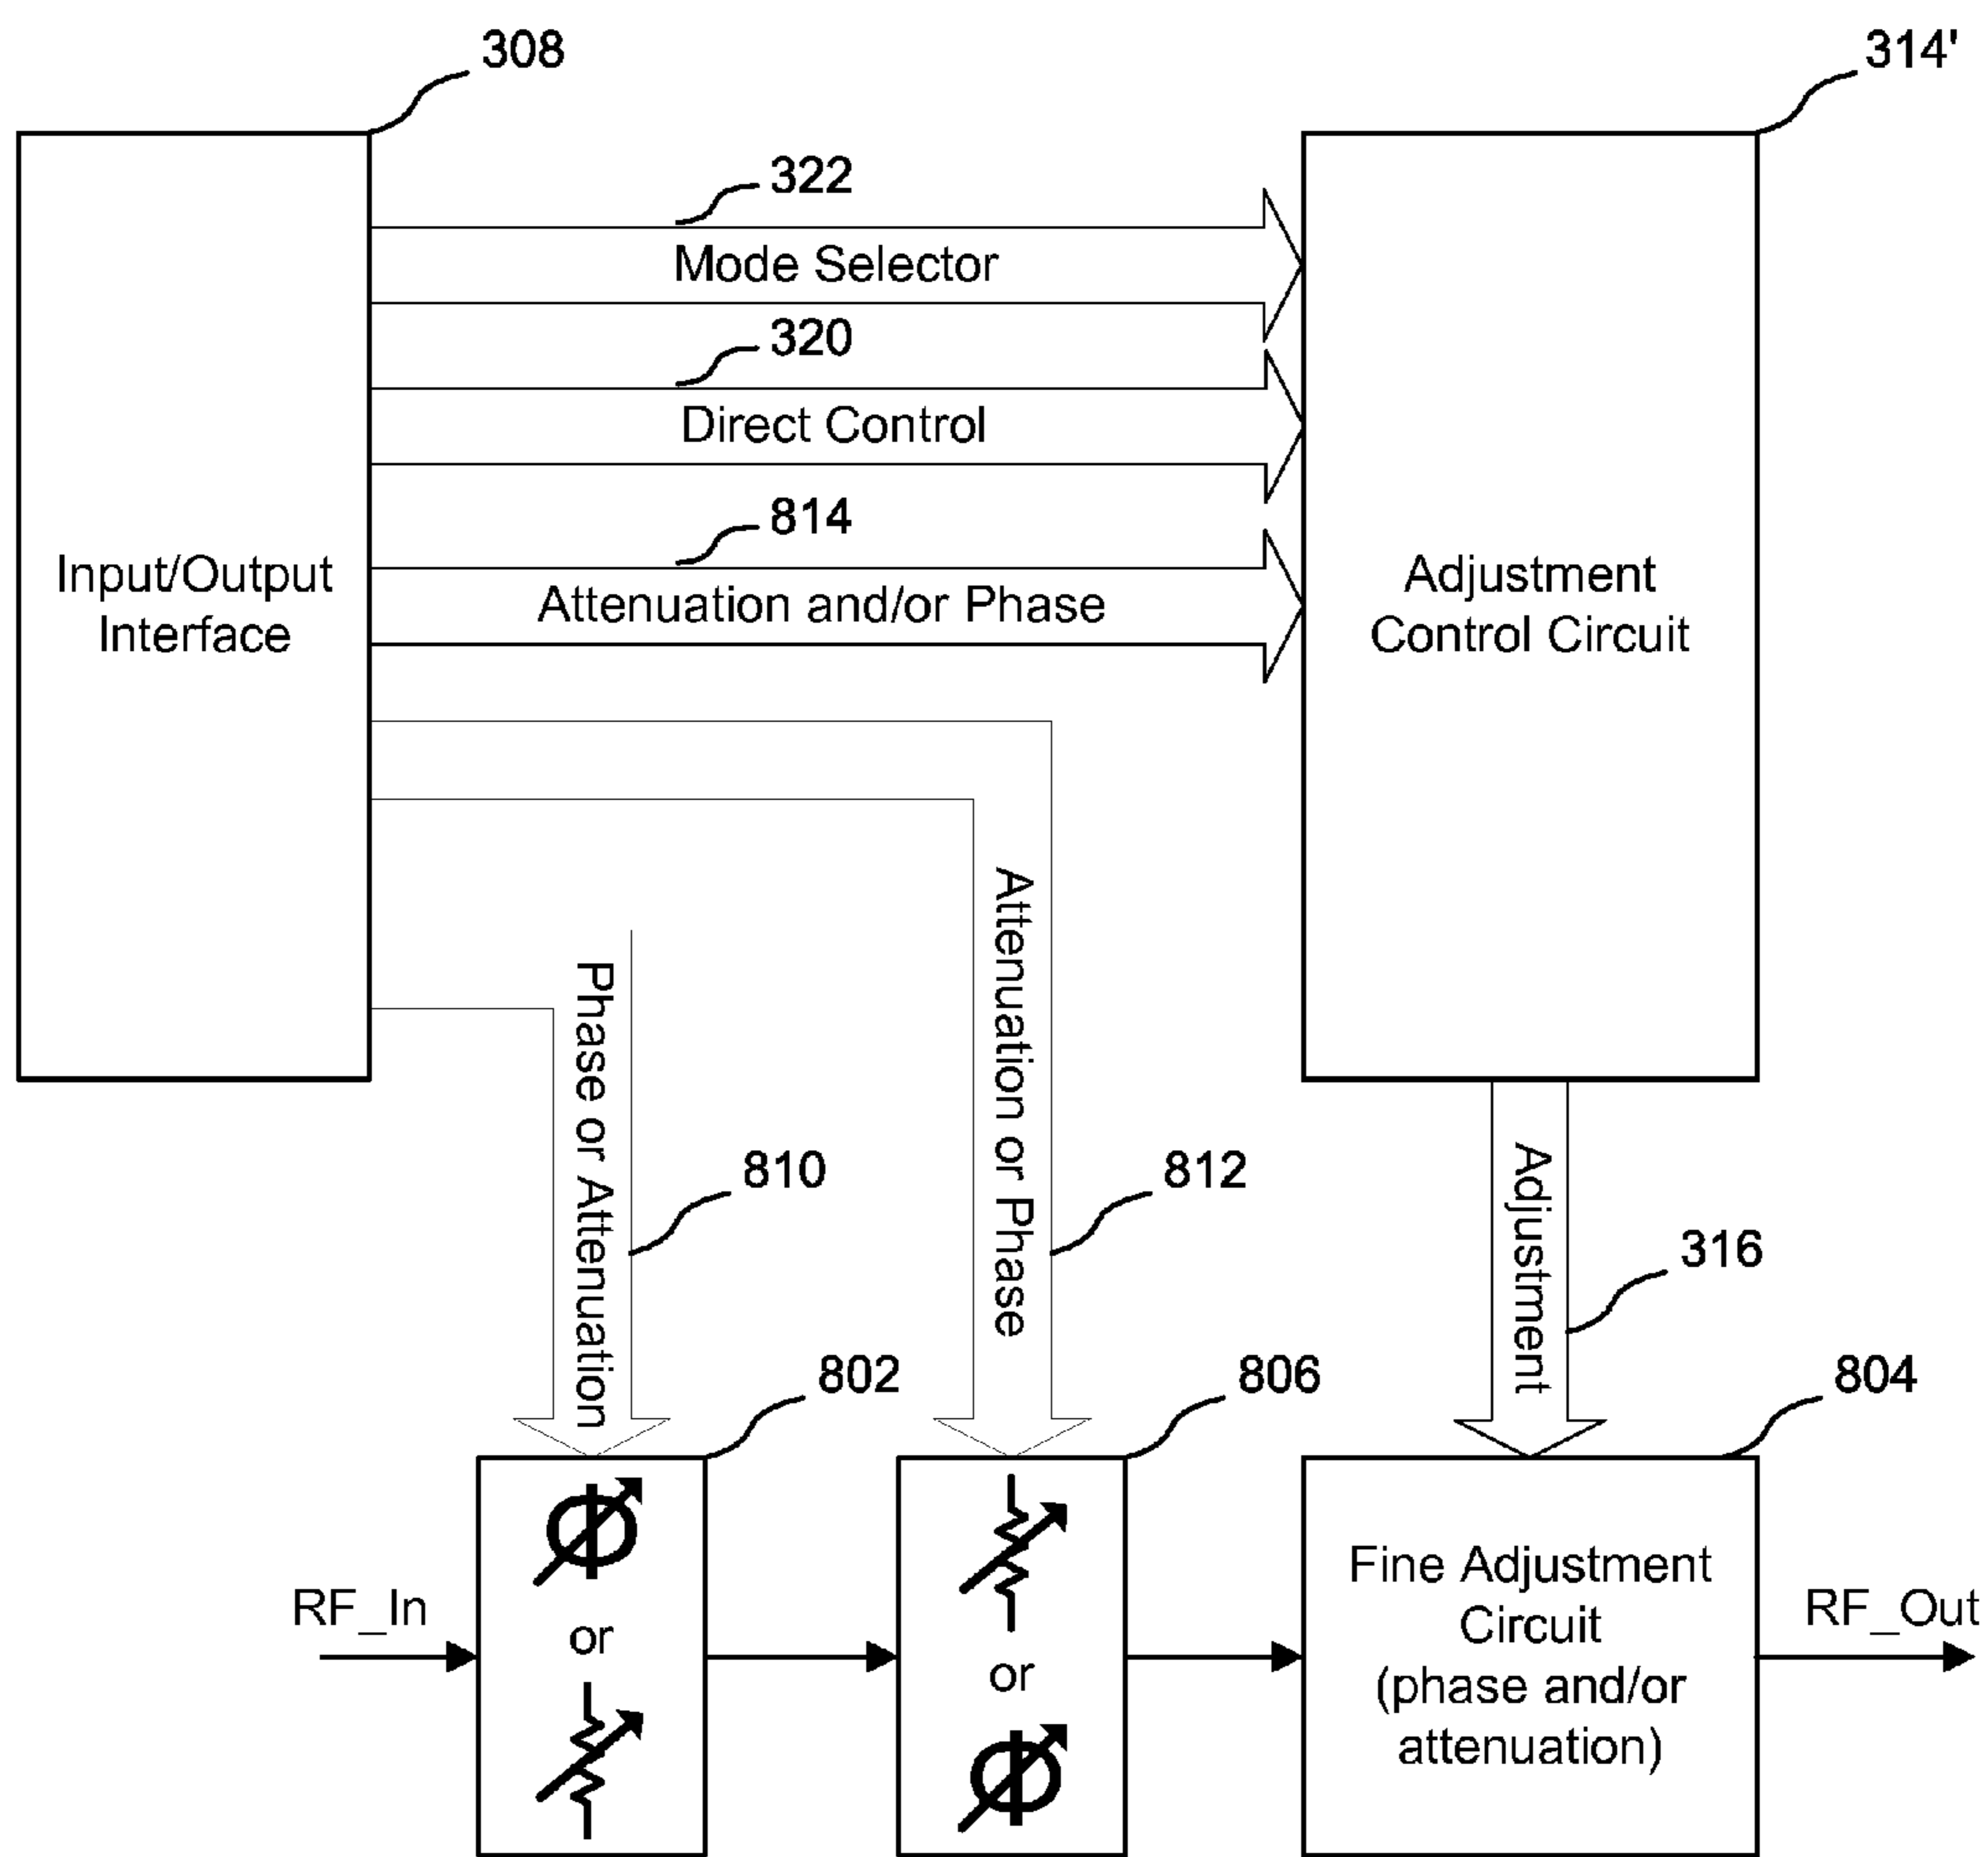 308
314'
322
Mode Selector
320
Direct Control
814
Attenuation and/or Phase
Input/Output
Interface
Adjustment
Control Circuit
Phase or Attenuation
810
Attenuation or Phase
812
Adjustment
316
802
806
804
RF_In
or
or
Fine Adjustment
Circuit
(phase and/or
attenuation)
RF_Out